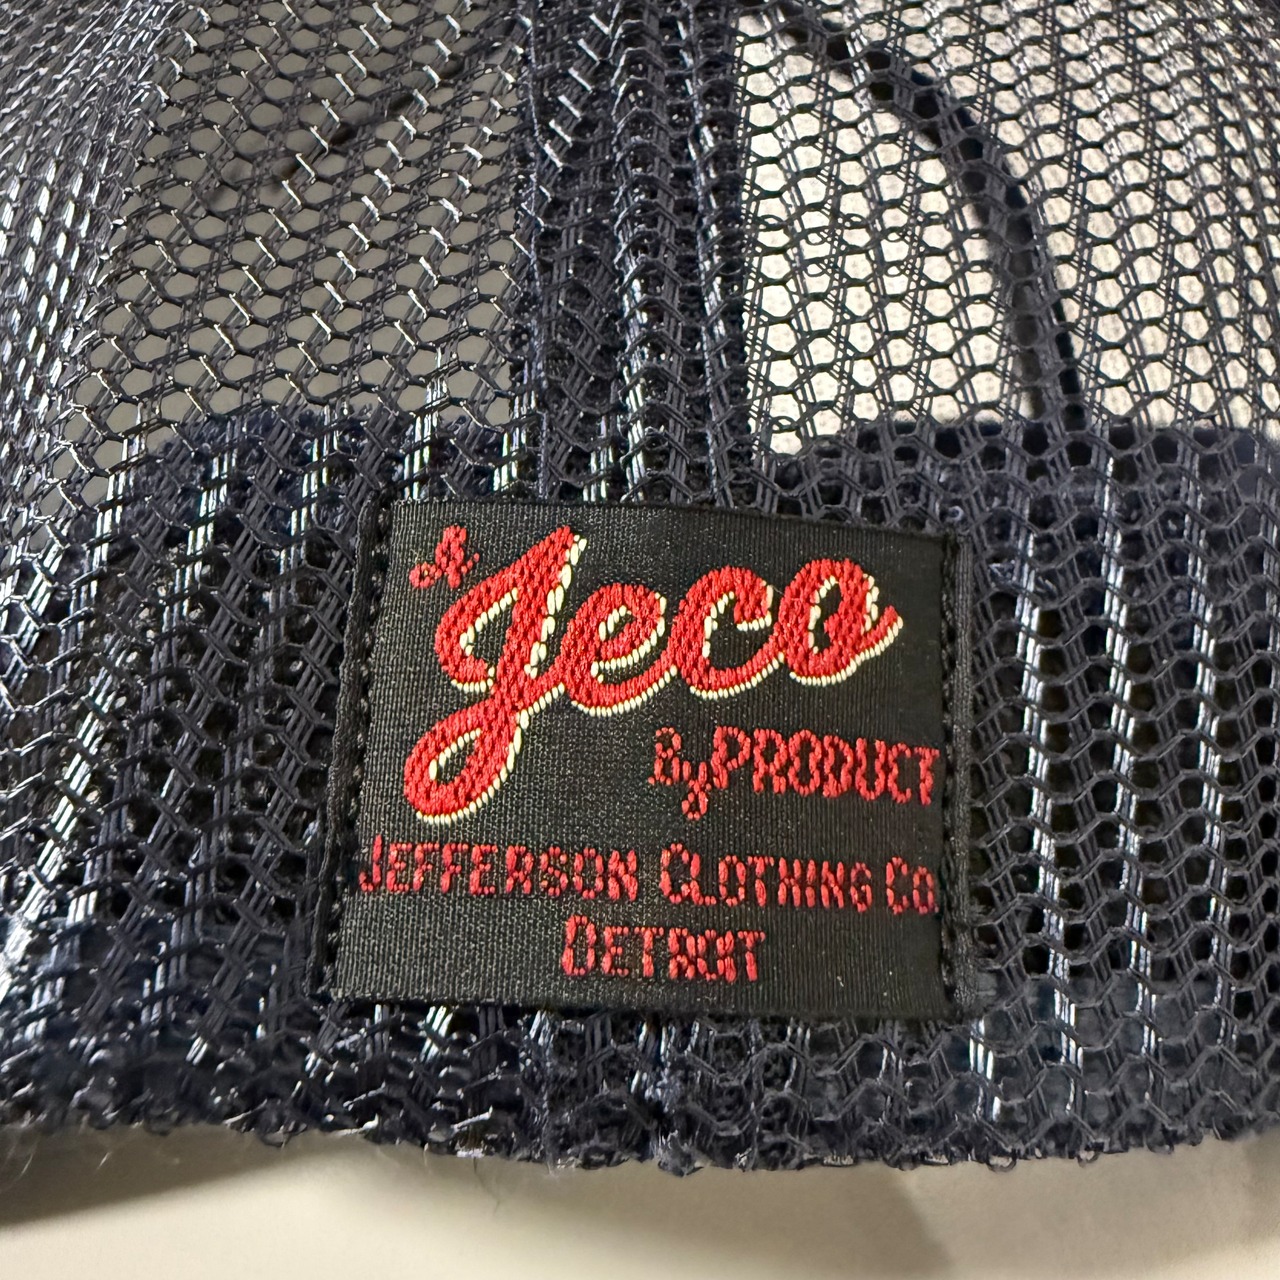 A Jeco
By PRODUCT
JEFFERSON CLOTHING CO.
DETROIT